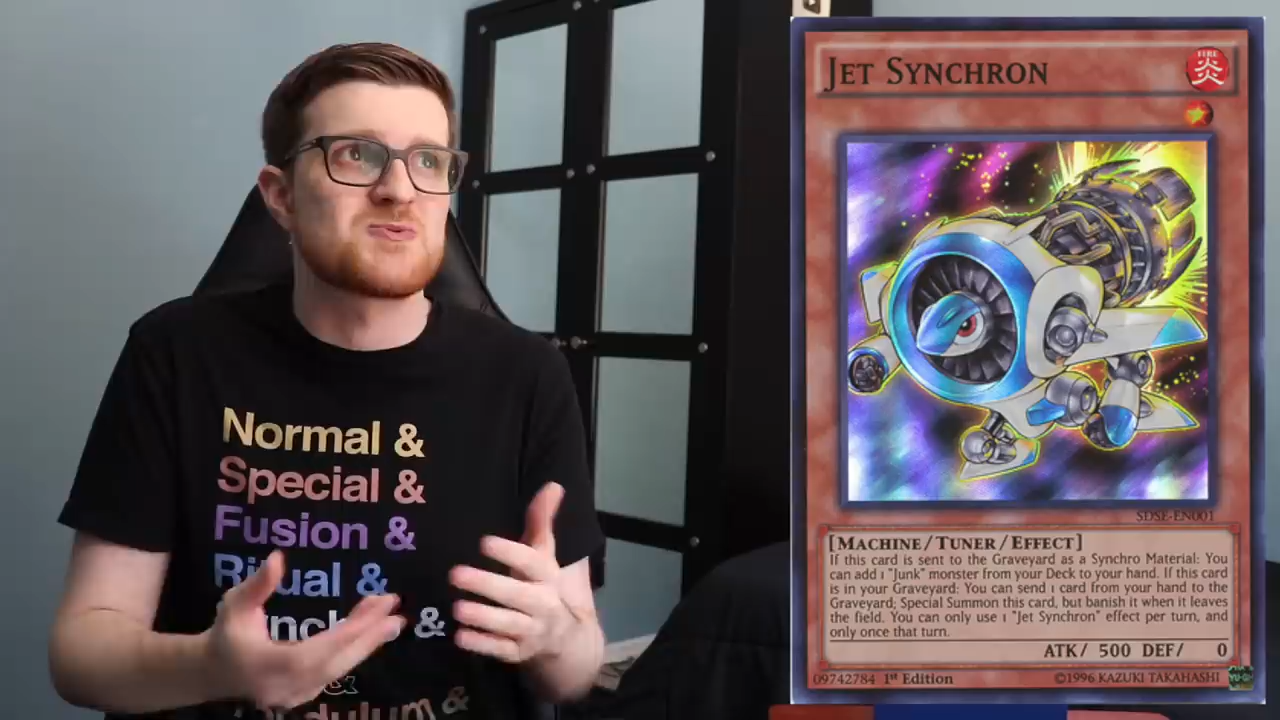 Normal &
Special &
Fusion &
Ritual &
&
&
&
JET SYNCHRON
FIRE
炎
SDSE-EN001
[MACHINE/TUNER/EFFECT]
If this card is sent to the Graveyard as a Synchro Material: You
can add 1 "Junk" monster from your Deck to your hand. If this card
is in your Graveyard: You can send 1 card from your hand to the
Graveyard; Special Summon this card, but banish it when it leaves
the field. You can only use 1 "Jet Synchron" effect per turn, and
only once that turn.
ATK/ 500 DEF/ 0
09742784 1st Edition ©1996 KAZUKI TAKAHASHI